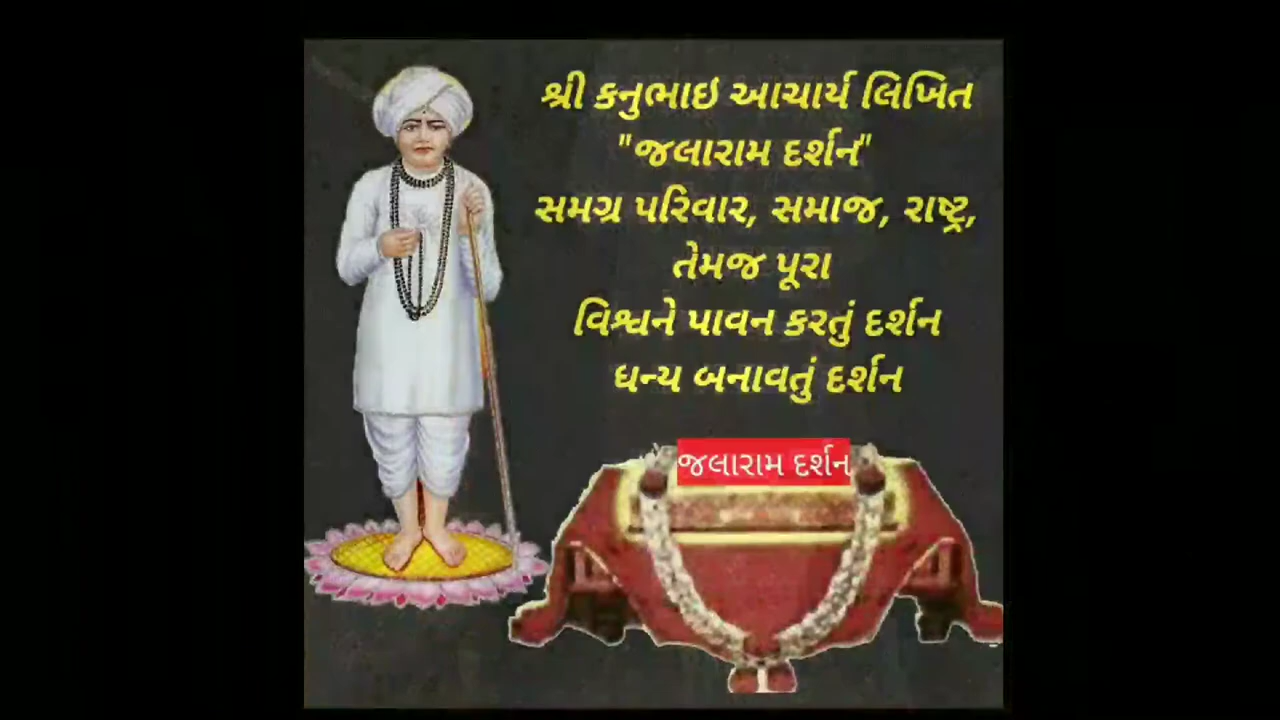 શ્રી કનુભાઇ આચાર્ય લિખિત
"જલારામ દર્શન"
સમગ્ર પરિવાર, સમાજ, રાષ્ટ્ર,
તેમજ પૂરા
વિશ્વને પાવન કરતું દર્શન
ધન્ય બનાવતું દર્શન
જલારામ દર્શન